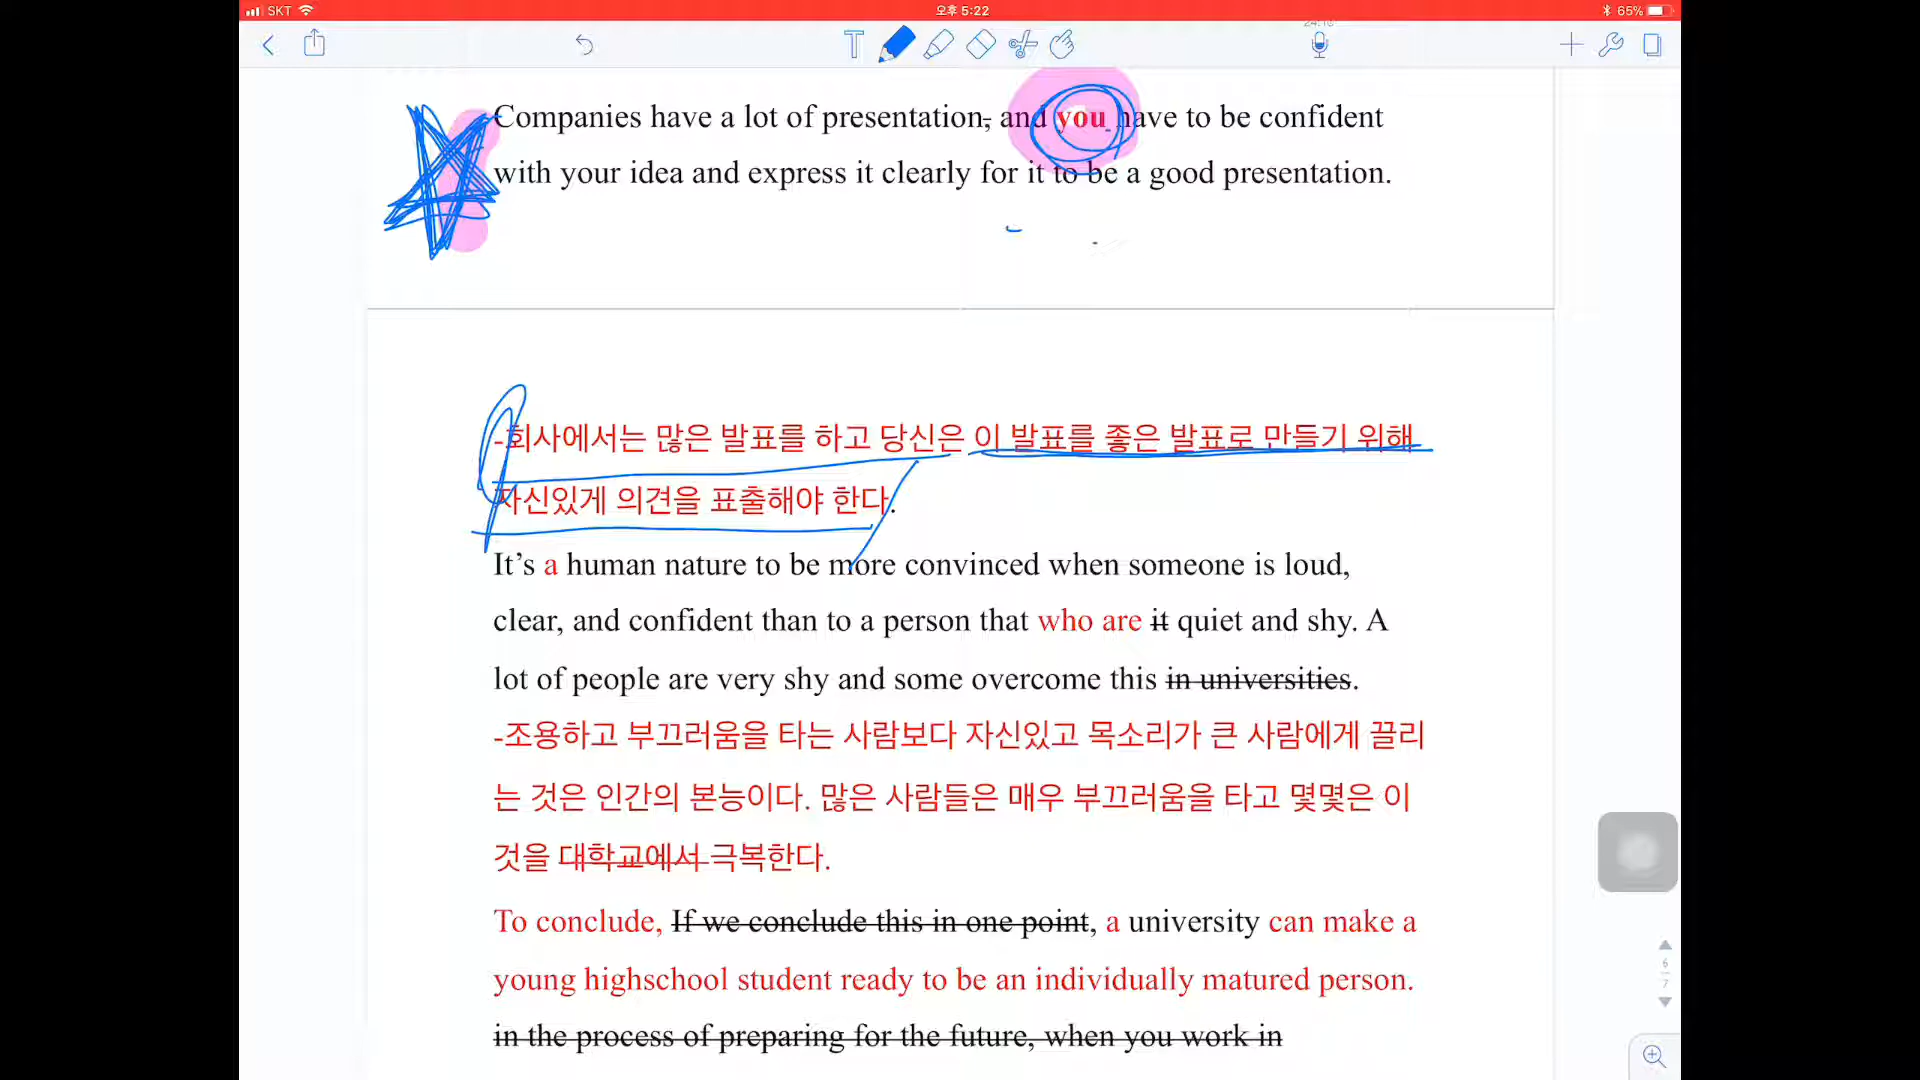 SKT 오후 5:22 65%
Companies have a lot of presentation, and you have to be confident
with your idea and express it clearly for it to be a good presentation.
-회사에서는 많은 발표를 하고 당신은 이 발표를 좋은 발표로 만들기 위해
자신있게 의견을 표출해야 한다.
It’s a human nature to be more convinced when someone is loud,
clear, and confident than to a person that who are it quiet and shy. A
lot of people are very shy and some overcome this in universities.
-조용하고 부끄러움을 타는 사람보다 자신있고 목소리가 큰 사람에게 끌리
는 것은 인간의 본능이다. 많은 사람들은 매우 부끄러움을 타고 몇몇은 이
것을 대학교에서 극복한다.
To conclude, If we conclude this in one point, a university can make a
young highschool student ready to be an individually matured person.
in the process of preparing for the future, when you work in
6
7